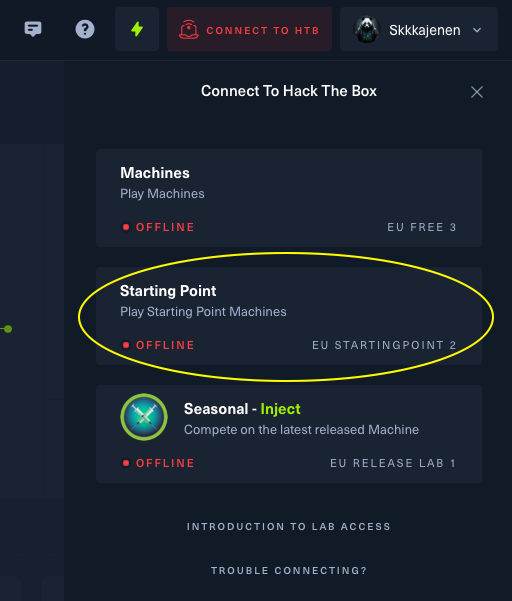 CONNECT TO HTB
Skkkajenen
Connect To Hack The Box
Machines
Play Machines
OFFLINE
EU FREE 3
Starting Point
Play Starting Point Machines
OFFLINE
EU STARTINGPOINT 2
Seasonal - Inject
Compete on the latest released Machine
OFFLINE
EU RELEASE LAB 1
INTRODUCTION TO LAB ACCESS
TROUBLE CONNECTING?